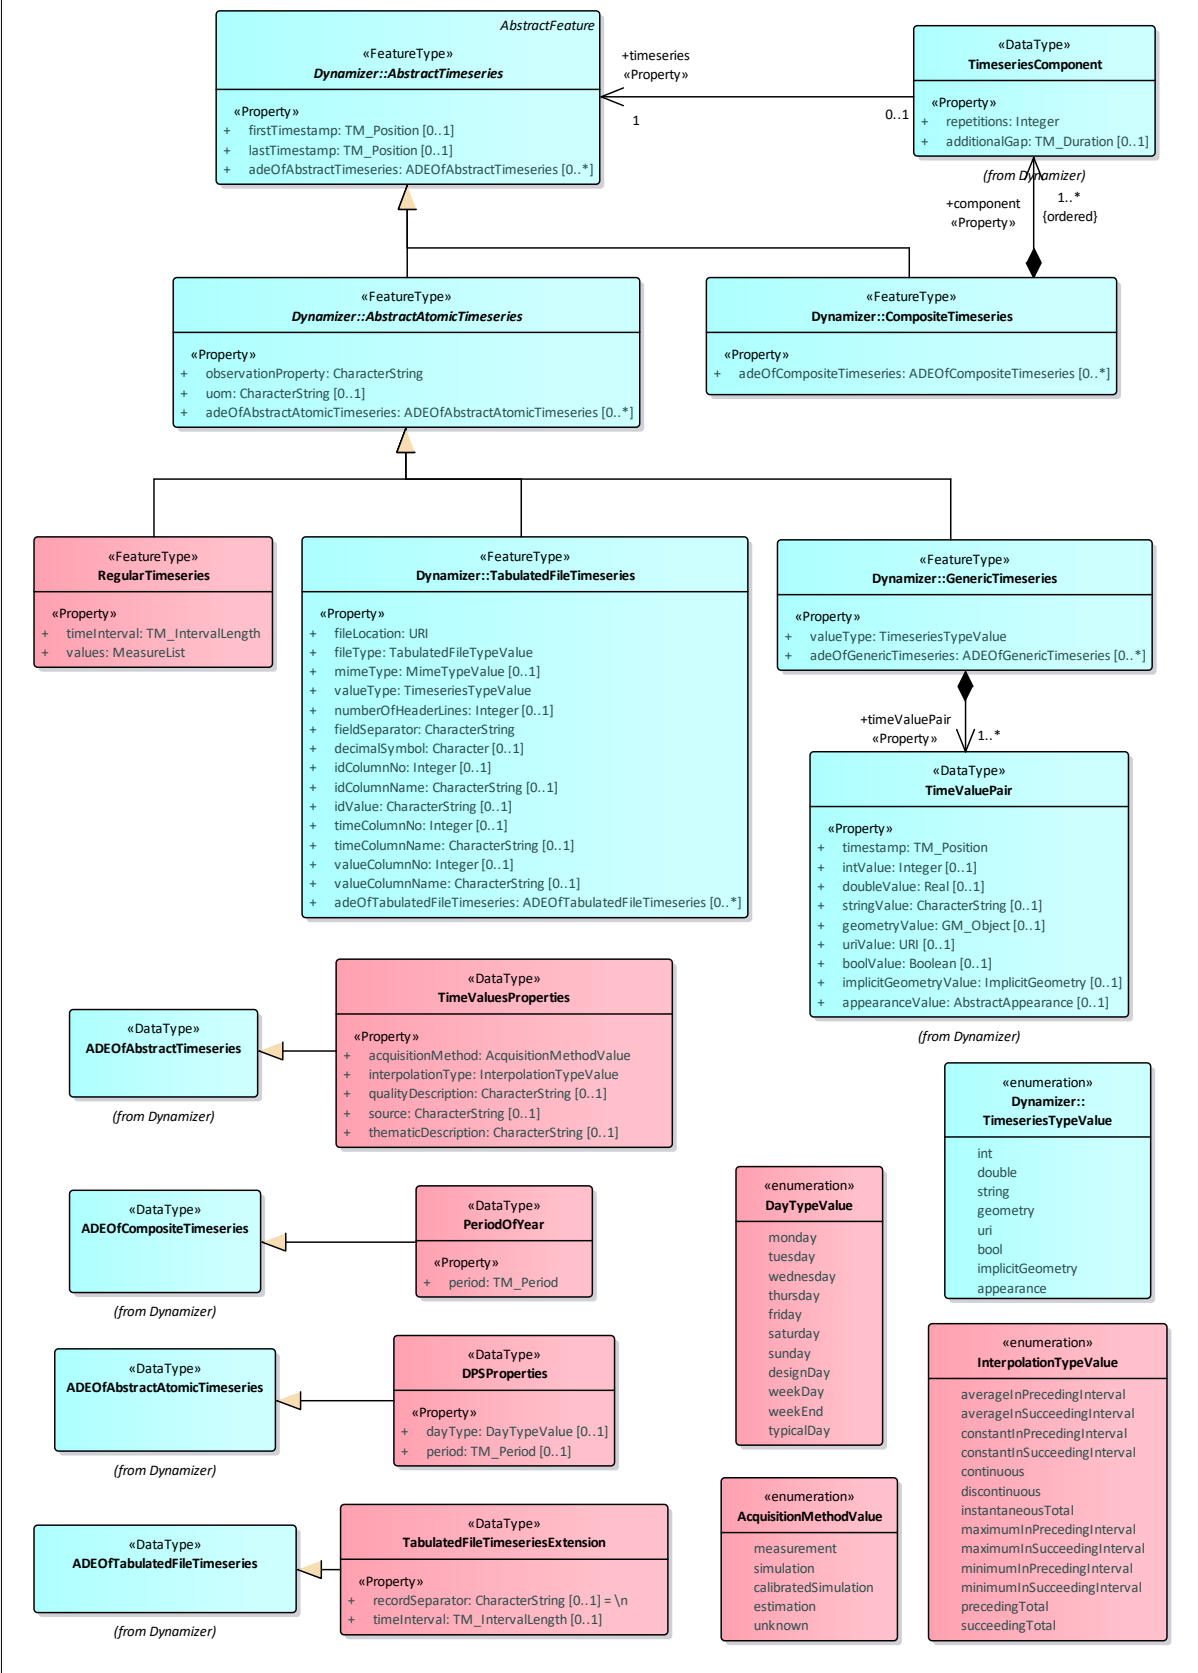 AbstractFeature
«FeatureType»
Dynamizer::AbstractTimeseries
«Property»
+ firstTimestamp: TM_Position [0..1]
+ lastTimestamp: TM_Position [0..1]
+ adeOfAbstractTimeseries: ADEOfAbstractTimeseries [0..*]
+timeseries
«Property»
1
0..1
«DataType»
TimeseriesComponent
«Property»
+ repetitions: Integer
+ additionalGap: TM_Duration [0..1]
(from Dynamizer)
+component
«Property»
1..*
{ordered}
«FeatureType»
Dynamizer::AbstractAtomicTimeseries
«Property»
+ observationProperty: CharacterString
+ uom: CharacterString [0..1]
+ adeOfAbstractAtomicTimeseries: ADEOfAbstractAtomicTimeseries [0..*]
«FeatureType»
Dynamizer::CompositeTimeseries
«Property»
+ adeOfCompositeTimeseries: ADEOfCompositeTimeseries [0..*]
«FeatureType»
RegularTimeseries
«Property»
+ timeInterval: TM_IntervalLength
+ values: MeasureList
«FeatureType»
Dynamizer::TabulatedFileTimeseries
«Property»
+ fileLocation: URI
+ fileType: TabulatedFileTypeValue
+ mimeType: MimeTypeValue [0..1]
+ valueType: TimeseriesTypeValue
+ numberOfHeaderLines: Integer [0..1]
+ fieldSeparator: CharacterString
+ decimalSymbol: Character [0..1]
+ idColumnNo: Integer [0..1]
+ idColumnName: CharacterString [0..1]
+ idValue: CharacterString [0..1]
+ timeColumnNo: Integer [0..1]
+ timeColumnName: CharacterString [0..1]
+ valueColumnNo: Integer [0..1]
+ valueColumnName: CharacterString [0..1]
+ adeOfTabulatedFileTimeseries: ADEOfTabulatedFileTimeseries [0..*]
«FeatureType»
Dynamizer::GenericTimeseries
«Property»
+ valueType: TimeseriesTypeValue
+ adeOfGenericTimeseries: ADEOfGenericTimeseries [0..*]
+timeValuePair
«Property»
1..*
«DataType»
TimeValuePair
«Property»
+ timestamp: TM_Position
+ intValue: Integer [0..1]
+ doubleValue: Real [0..1]
+ stringValue: CharacterString [0..1]
+ geometryValue: GM_Object [0..1]
+ uriValue: URI [0..1]
+ boolValue: Boolean [0..1]
+ implicitGeometryValue: ImplicitGeometry [0..1]
+ appearanceValue: AbstractAppearance [0..1]
(from Dynamizer)
«DataType»
ADEOfAbstractTimeseries
(from Dynamizer)
«DataType»
TimeValuesProperties
«Property»
+ acquisitionMethod: AcquisitionMethodValue
+ interpolationType: InterpolationTypeValue
+ qualityDescription: CharacterString [0..1]
+ source: CharacterString [0..1]
+ thematicDescription: CharacterString [0..1]
«enumeration»
Dynamizer::
TimeseriesTypeValue
int
double
string
geometry
uri
bool
implicitGeometry
appearance
«DataType»
ADEOfCompositeTimeseries
(from Dynamizer)
«DataType»
PeriodOfYear
«Property»
+ period: TM_Period
«enumeration»
DayTypeValue
monday
tuesday
wednesday
thursday
friday
saturday
sunday
designDay
weekDay
weekEnd
typicalDay
«DataType»
ADEOfAbstractAtomicTimeseries
(from Dynamizer)
«DataType»
DPSProperties
«Property»
+ dayType: DayTypeValue [0..1]
+ period: TM_Period [0..1]
«enumeration»
InterpolationTypeValue
averageInPrecedingInterval
averageInSucceedingInterval
constantInPrecedingInterval
constantInSucceedingInterval
continuous
discontinuous
instantaneousTotal
maximumInPrecedingInterval
maximumInSucceedingInterval
minimumInPrecedingInterval
minimumInSucceedingInterval
precedingTotal
succeedingTotal
«enumeration»
AcquisitionMethodValue
measurement
simulation
calibratedSimulation
estimation
unknown
«DataType»
ADEOfTabulatedFileTimeseries
(from Dynamizer)
«DataType»
TabulatedFileTimeseriesExtension
«Property»
+ recordSeparator: CharacterString [0..1] = \n
+ timeInterval: TM_IntervalLength [0..1]